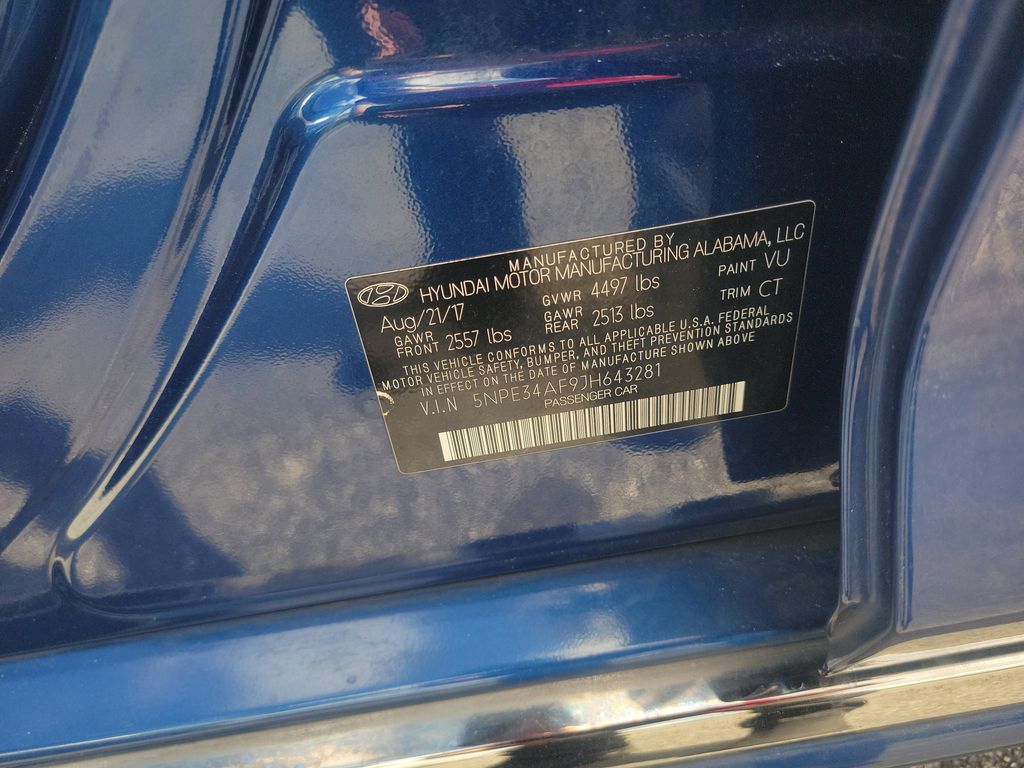 MANUFACTURED BY
HYUNDAI MOTOR MANUFACTURING ALABAMA, LLC
Aug/21/17 GVWR 4497 lbs PAINT VU
GAWR FRONT 2557 lbs GAWR REAR 2513 lbs TRIM CT
THIS VEHICLE CONFORMS TO ALL APPLICABLE U.S.A. FEDERAL
MOTOR VEHICLE SAFETY, BUMPER, AND THEFT PREVENTION STANDARDS
IN EFFECT ON THE DATE OF MANUFACTURE SHOWN ABOVE
V.I.N 5NPE34AF9JH643281
PASSENGER CAR